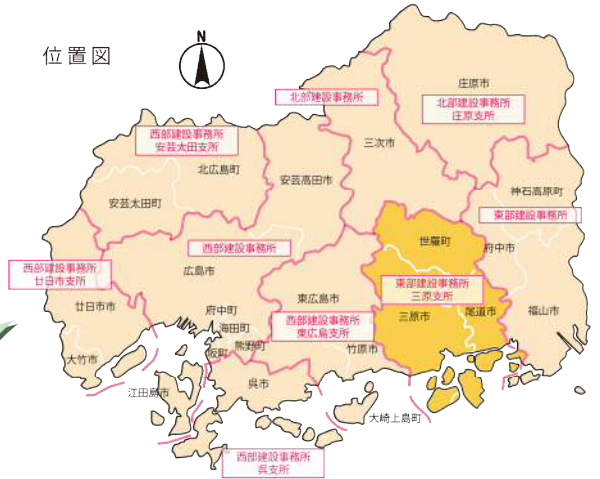 位置図
N
庄原市
北部建設事務所
北部建設事務所
庄原支所
西部建設事務所
安芸太田支所
三次市
北広島町
安芸高田市
神石高原町
安芸太田町
東部建設事務所
世羅町
西部建設事務所
府中市
西部建設事務所
廿日市支所
広島市
東部建設事務所
三原支所
東広島市
廿日市市
府中町
三原市
尾道市
福山市
西部建設事務所
東広島支所
海田町
熊野町
坂町
竹原市
大竹市
呉市
江田島市
大崎上島町
西部建設事務所
呉支所